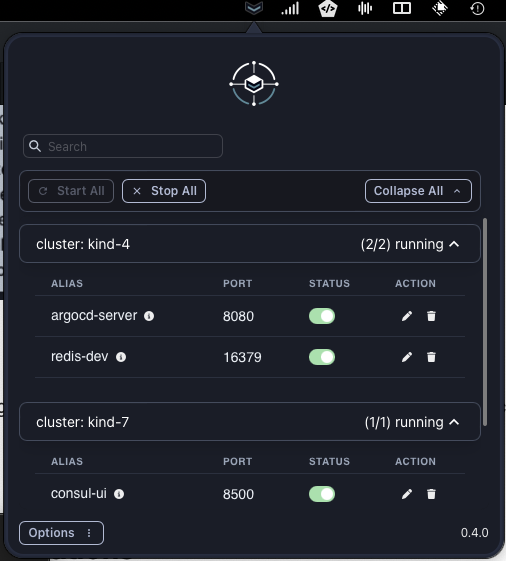 Search
Start All Stop All Collapse All
cluster: kind-4 (2/2) running
ALIAS PORT STATUS ACTION
argocd-server 8080
redis-dev 16379
cluster: kind-7 (1/1) running
ALIAS PORT STATUS ACTION
consul-ui 8500
Options 0.4.0